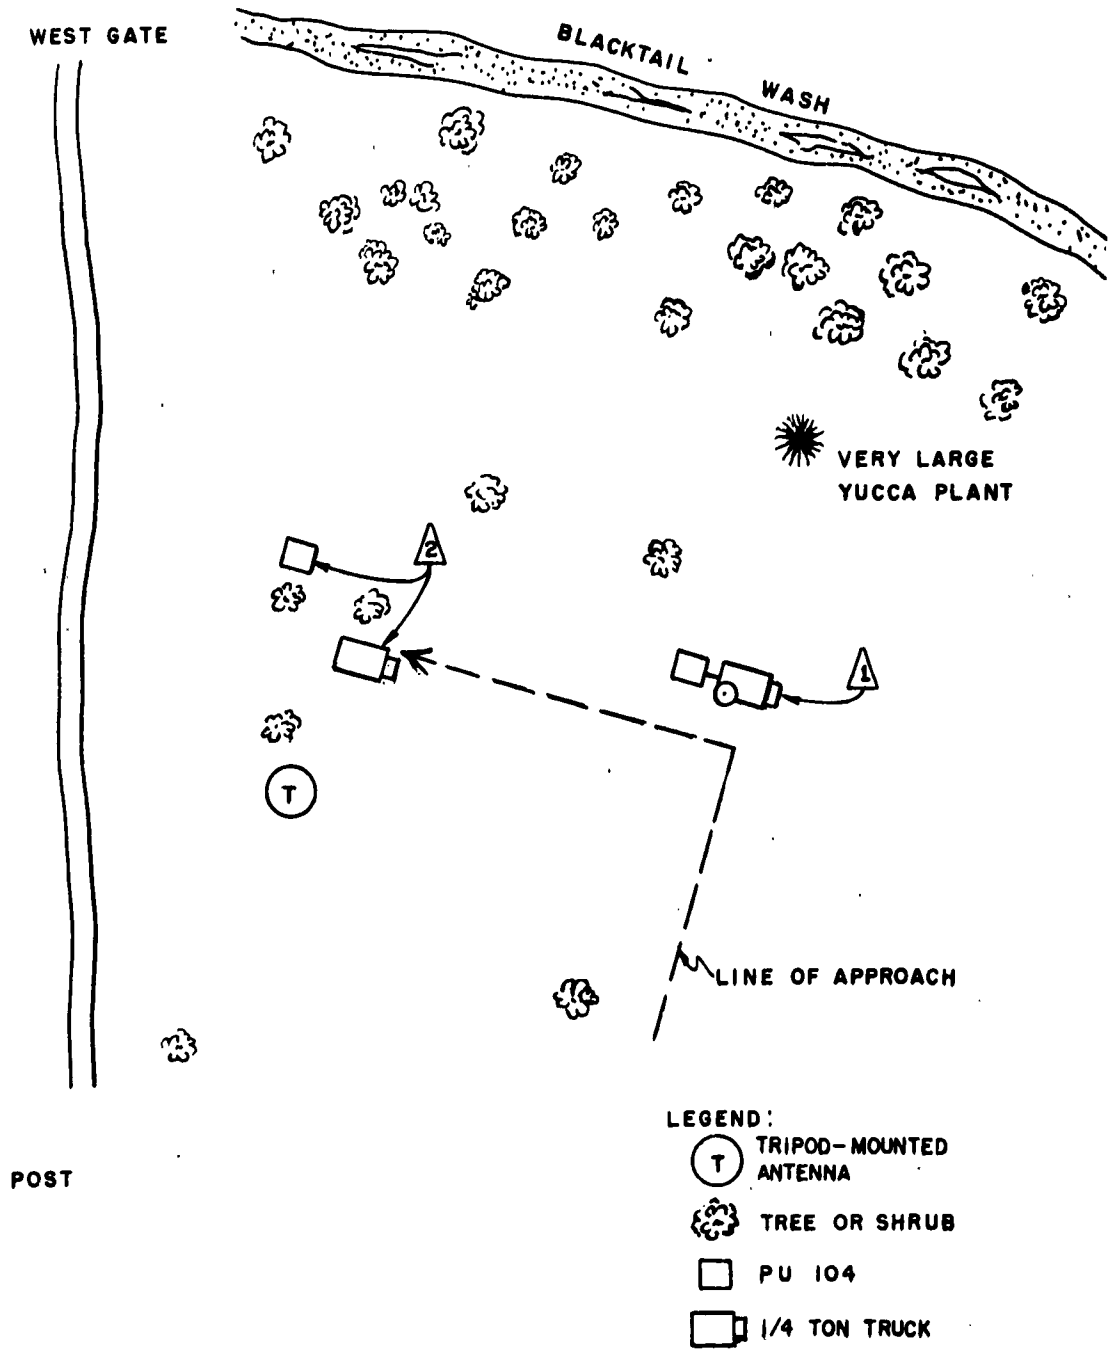 WEST GATE
BLACKTAIL WASH
VERY LARGE
YUCCA PLANT
2
1
T
LINE OF APPROACH
LEGEND:
T TRIPOD-MOUNTED
ANTENNA
TREE OR SHRUB
PU 104
1/4 TON TRUCK
POST